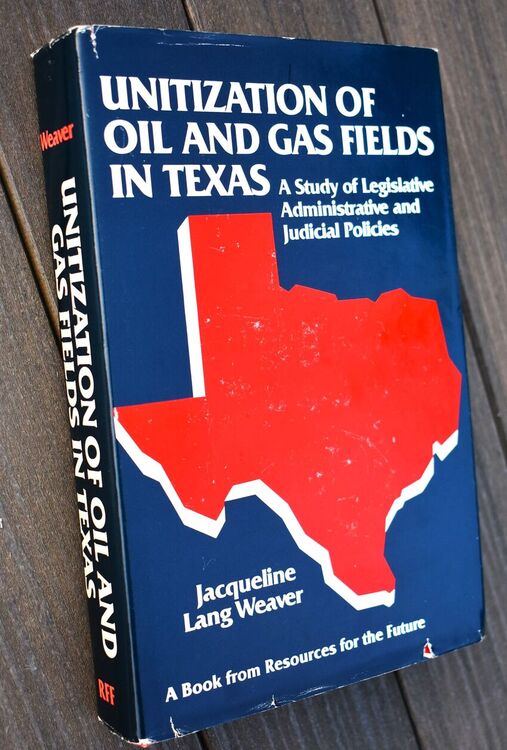 UNITIZATION OF
OIL AND GAS FIELDS
IN TEXAS
A Study of Legislative
Administrative and
Judicial Policies
Jacqueline
Lang Weaver
A Book from Resources for the Future
Weaver
UNITIZATION OF OIL AND
GAS FIELDS IN TEXAS
RFF